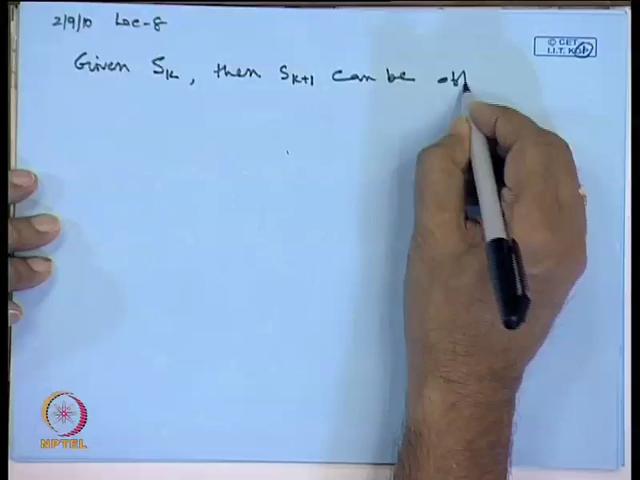 2/9/10 Lec-8
© CET
I.I.T. KGP
Given Sk, then Sk+1 can be
NPTEL